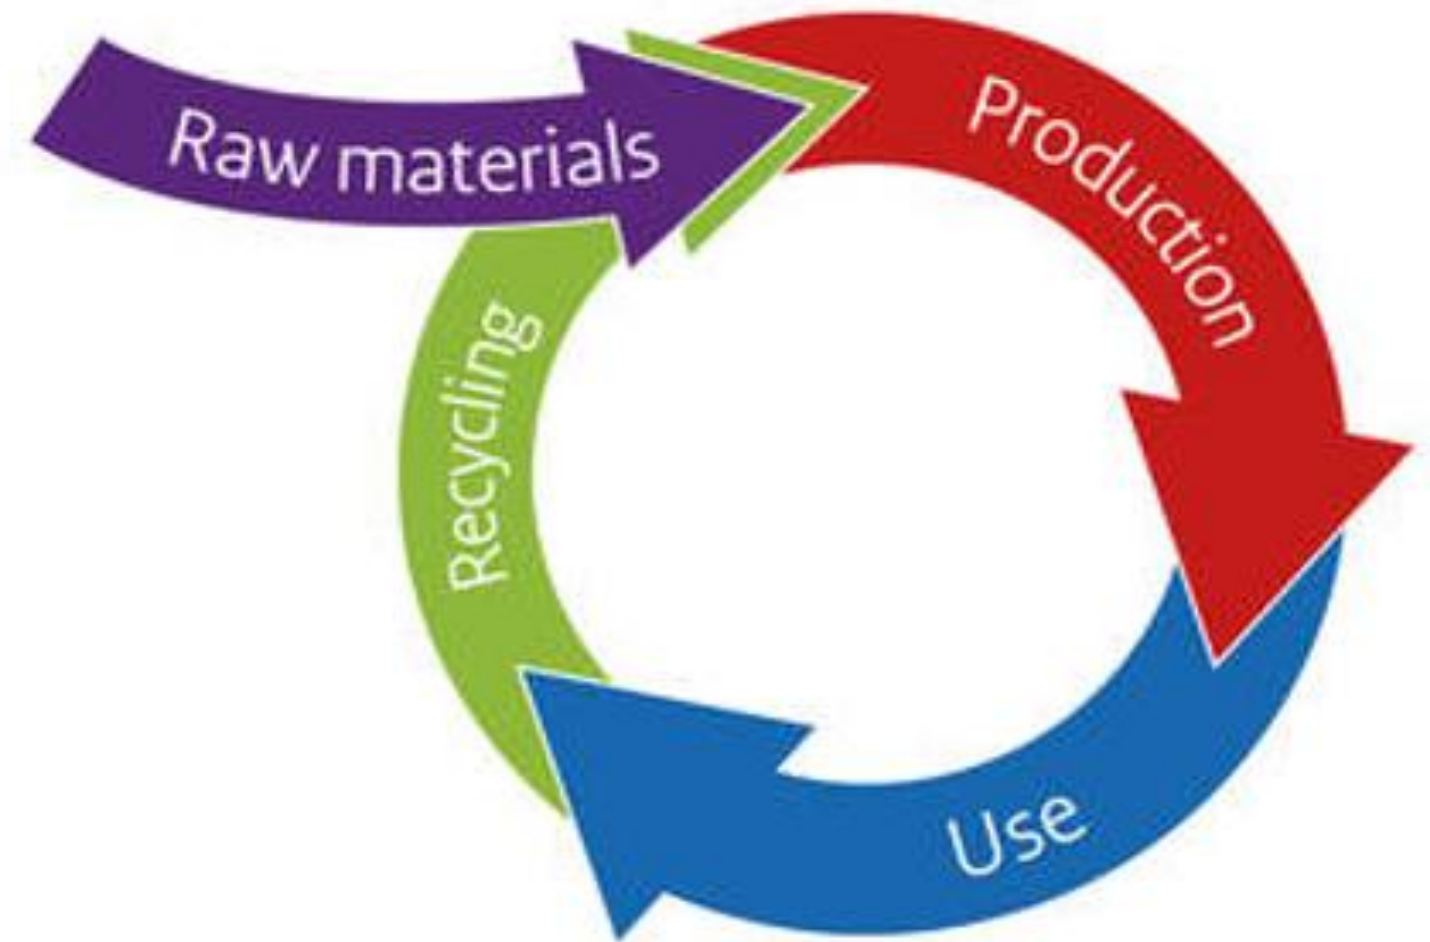 Raw materials
Production
Use
Recycling